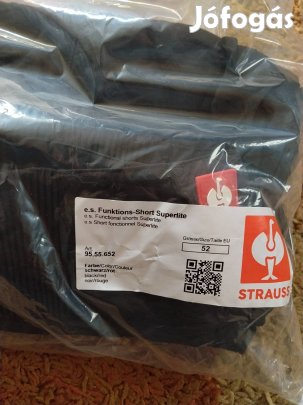 Jófogás
e.s. Funktions-Short Superlite
e.s. Functional shorts Superlite
e.s Short fonctionnel Superlite
Grösse/Size/Taille EU
52
Art
95.55.652
Farbe/Color/Couleur
schwarz/rot
black/red
noir/rouge
STRAUSS